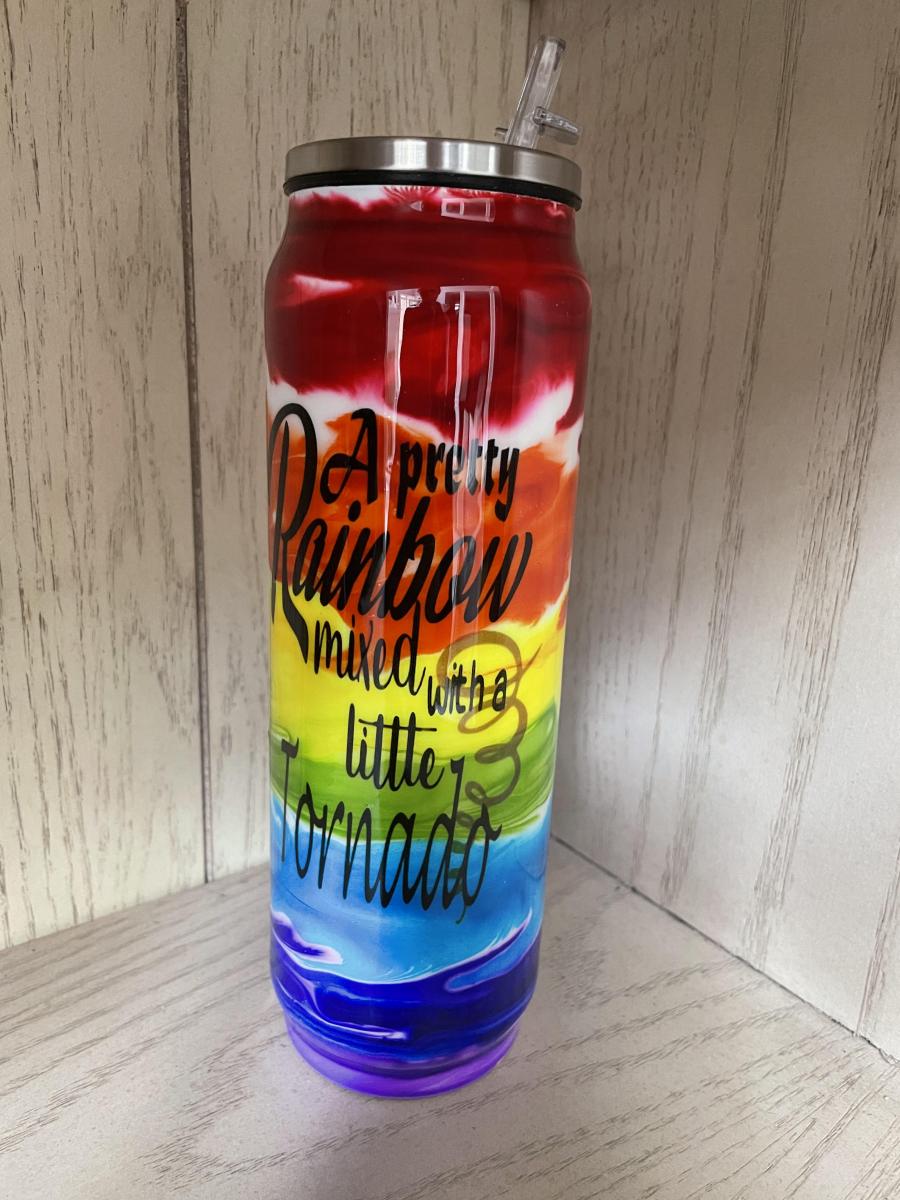 A pretty
Rainbow
mixed
with a
little
Tornado